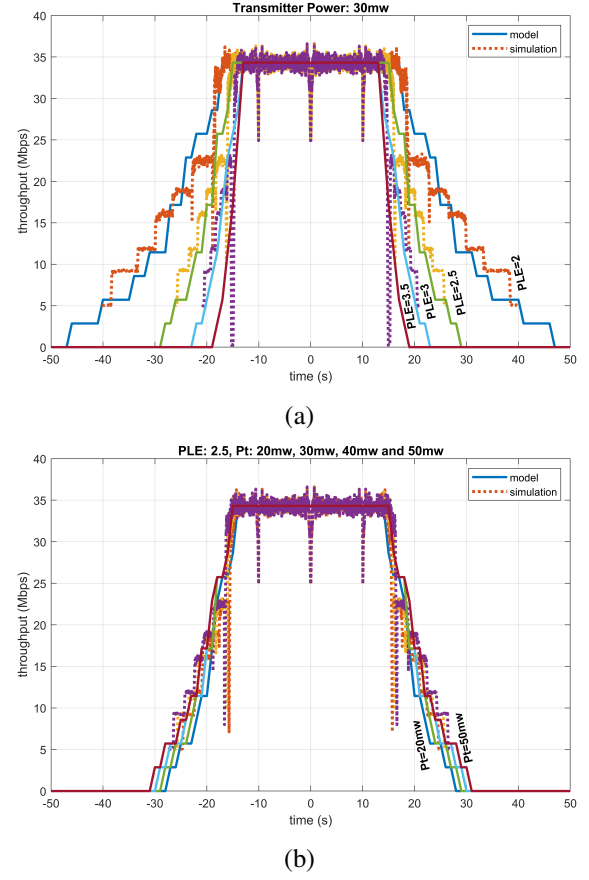 Transmitter Power: 30mw
40
35
30
25
20
15
10
5
0
throughput (Mbps)
model
simulation
PLE=3.5
PLE=3
PLE=2.5
PLE=2
-50 -40 -30 -20 -10 0 10 20 30 40 50
time (s)
(a)
PLE: 2.5, Pt: 20mw, 30mw, 40mw and 50mw
40
35
30
25
20
15
10
5
0
throughput (Mbps)
model
simulation
Pt=20mw
Pt=50mw
-50 -40 -30 -20 -10 0 10 20 30 40 50
time (s)
(b)